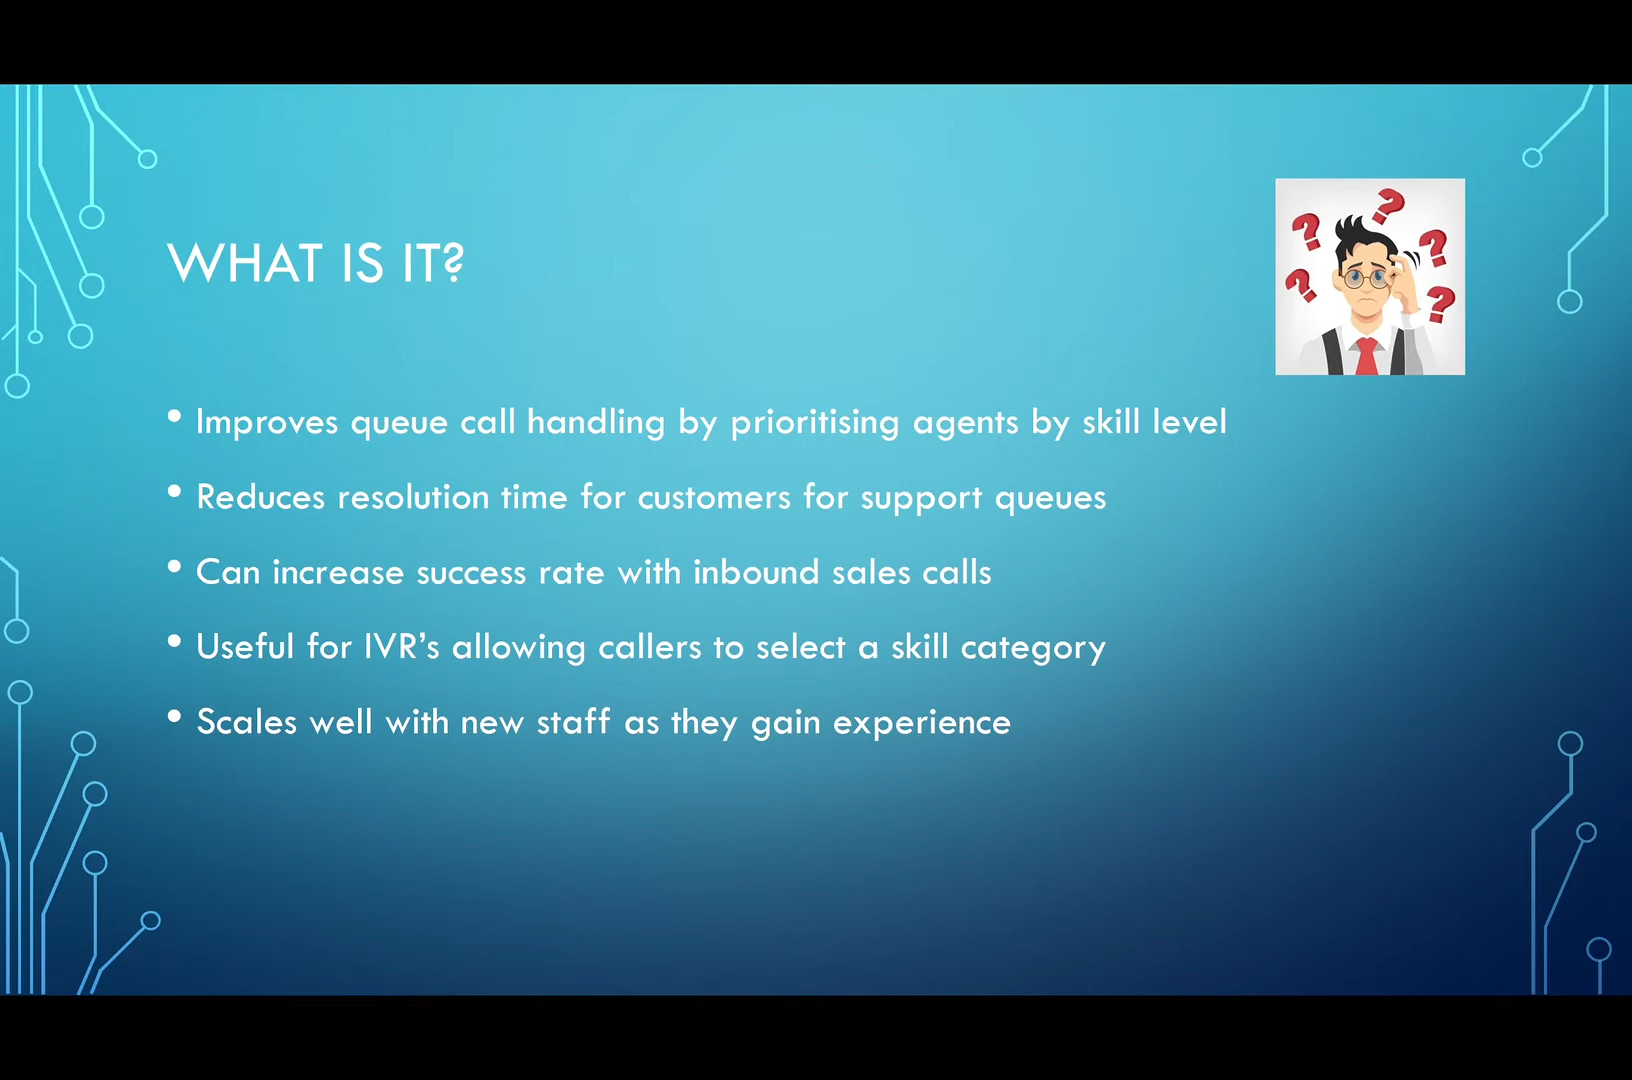 WHAT IS IT?
• Improves queue call handling by prioritising agents by skill level
• Reduces resolution time for customers for support queues
• Can increase success rate with inbound sales calls
• Useful for IVR’s allowing callers to select a skill category
• Scales well with new staff as they gain experience